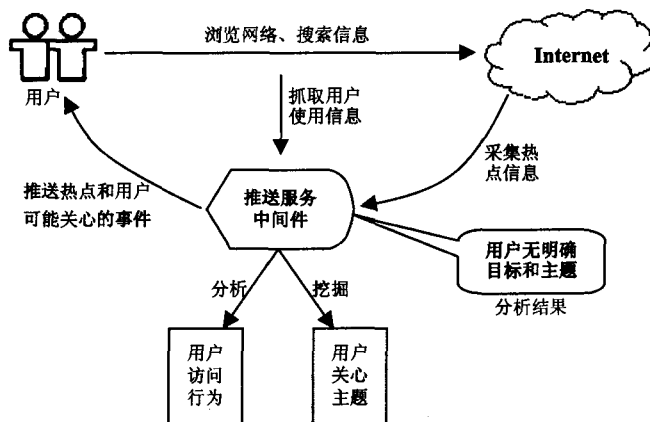 浏览网络、搜索信息
Internet
用户
抓取用户
使用信息
采集热
点信息
推送热点和用户
可能关心的事件
推送服务
中间件
用户无明确
目标和主题
分析结果
分析
挖掘
用户
访问
行为
用户
关心
主题